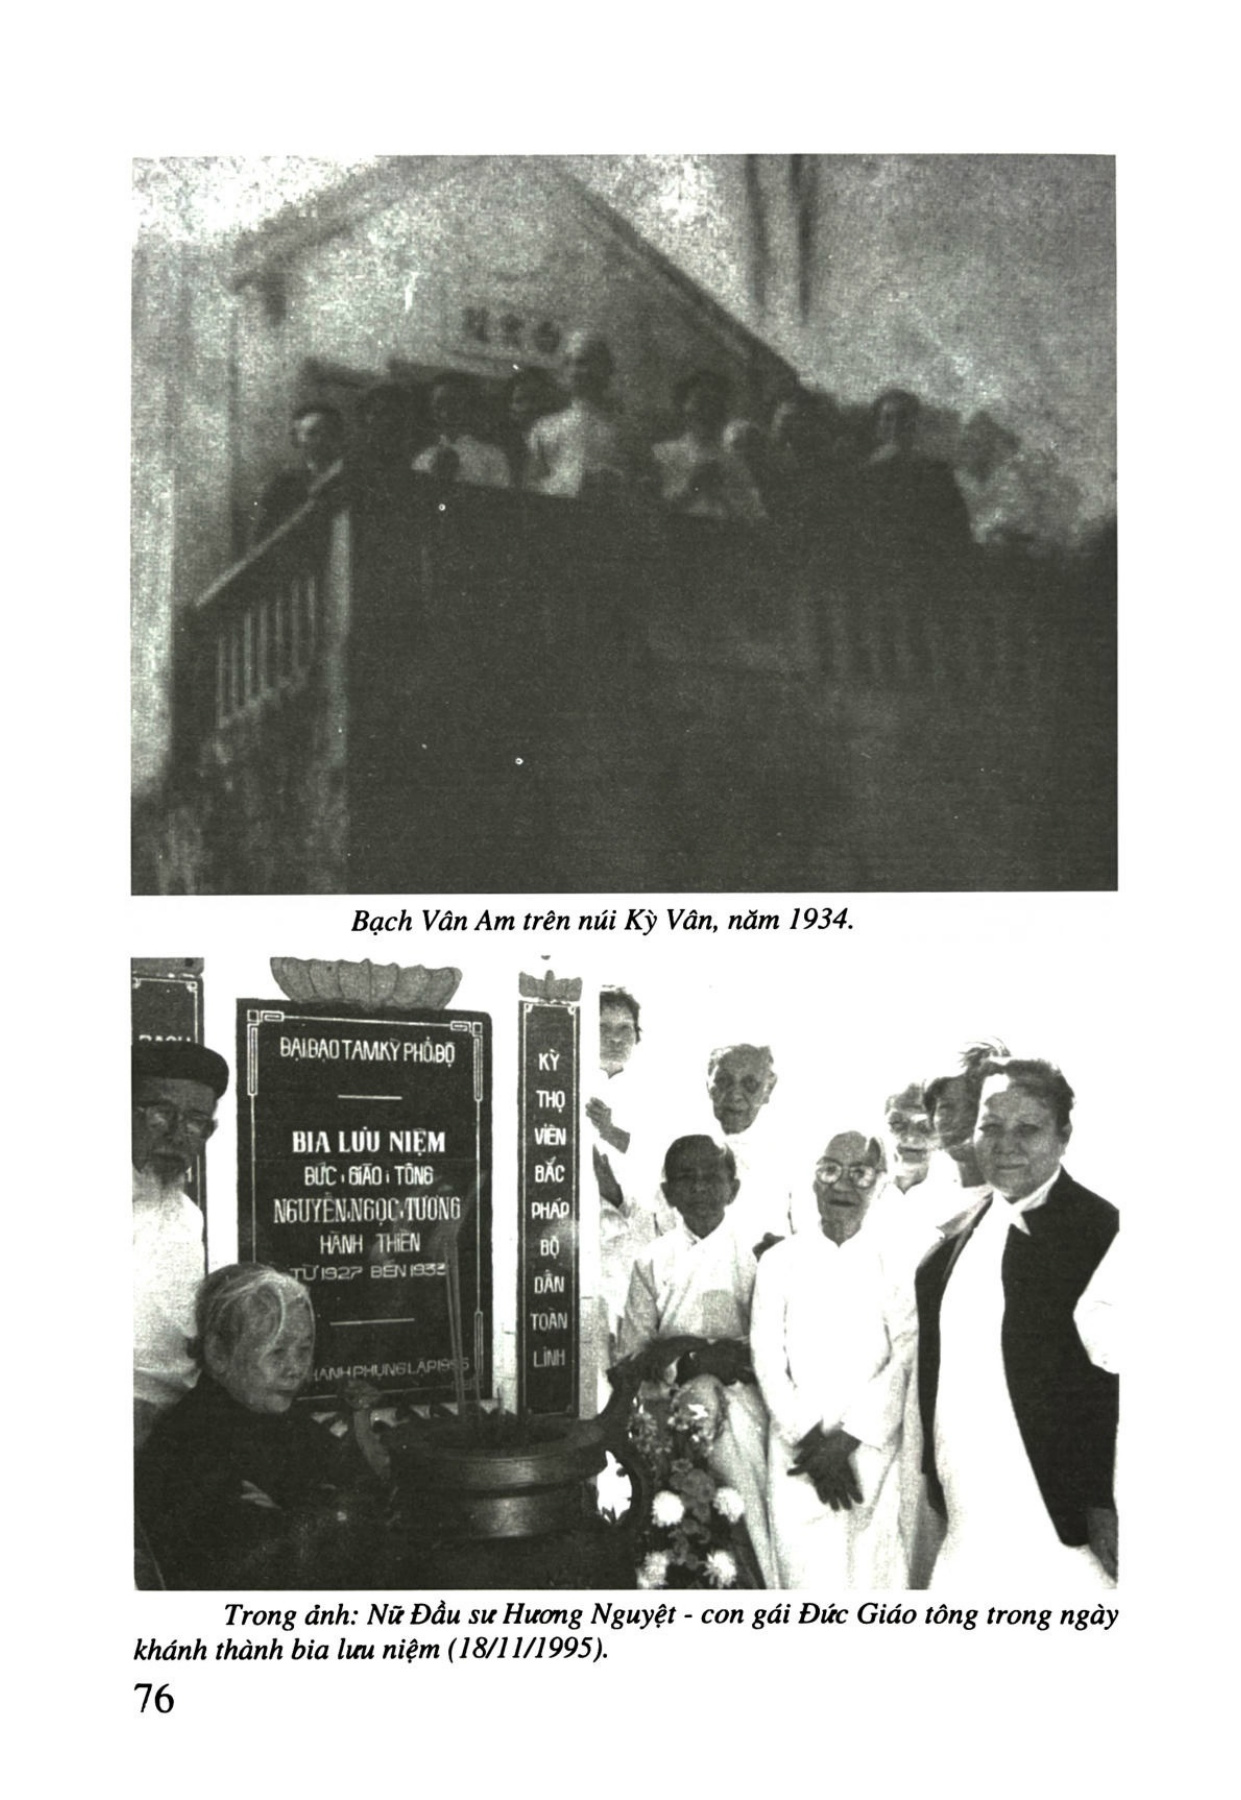 Bạch Vân Am trên núi Kỳ Vân, năm 1934.
BẠCH
ĐẠI ĐẠO TAM KỲ PHỔ ĐỘ
BIA LƯU NIỆM
ĐỨC GIÁO TÔNG
NGUYỄN NGỌC TƯƠNG
HÀNH THIỀN
TỪ 1927 ĐẾN 1933
PHỤNG LẬP
KỲ
THỌ
VIÊN
BẮC
PHÁP
BỘ
DẪN
TOÀN
LINH
Trong ảnh: Nữ Đầu sư Hương Nguyệt - con gái Đức Giáo tông trong ngày
khánh thành bia lưu niệm (18/11/1995).
76